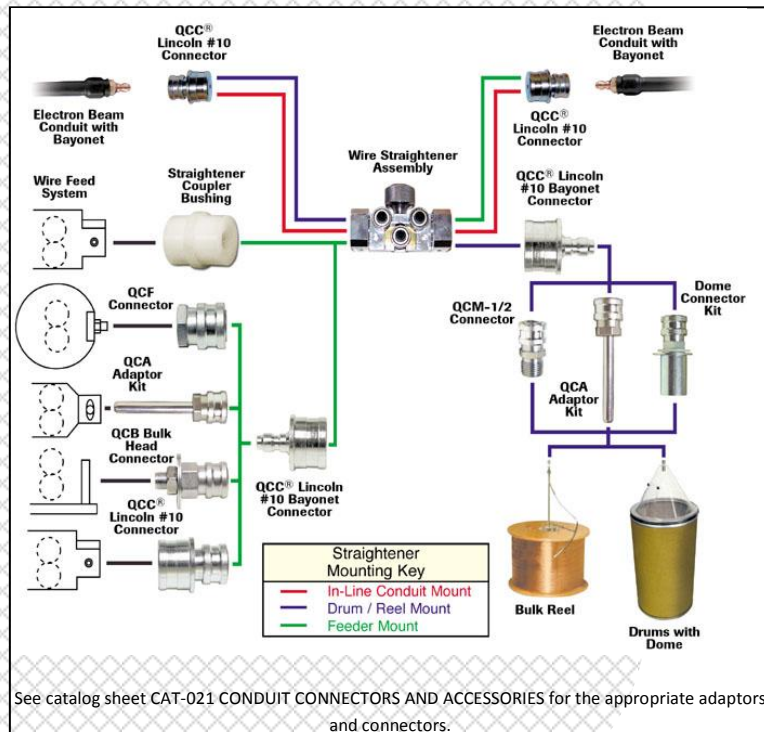 QCC®
Lincoln #10
Connector
Electron Beam
Conduit with
Bayonet
Electron Beam
Conduit with
Bayonet
QCC®
Lincoln #10
Connector
Wire Straightener
Assembly
Straightener
Coupler
Bushing
Wire Feed
System
QCC® Lincoln
#10 Bayonet
Connector
QCF
Connector
QCM-1/2
Connector
Dome
Connector
Kit
QCA
Adaptor
Kit
QCA
Adaptor
Kit
QCB Bulk
Head
Connector
QCC®
Lincoln #10
Connector
QCC® Lincoln
#10 Bayonet
Connector
Straightener
Mounting Key
In-Line Conduit Mount
Drum / Reel Mount
Feeder Mount
Bulk Reel
Drums with
Dome
See catalog sheet CAT-021 CONDUIT CONNECTORS AND ACCESSORIES for the appropriate adaptors
and connectors.